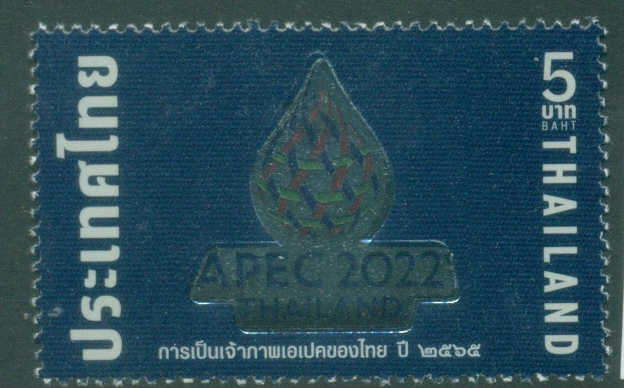 ประเทศไทย
5
บาท
BAHT
THAILAND
APEC 2022
THAILAND
การเป็นเจ้าภาพเอเปคของไทย ปี ๒๕๖๕